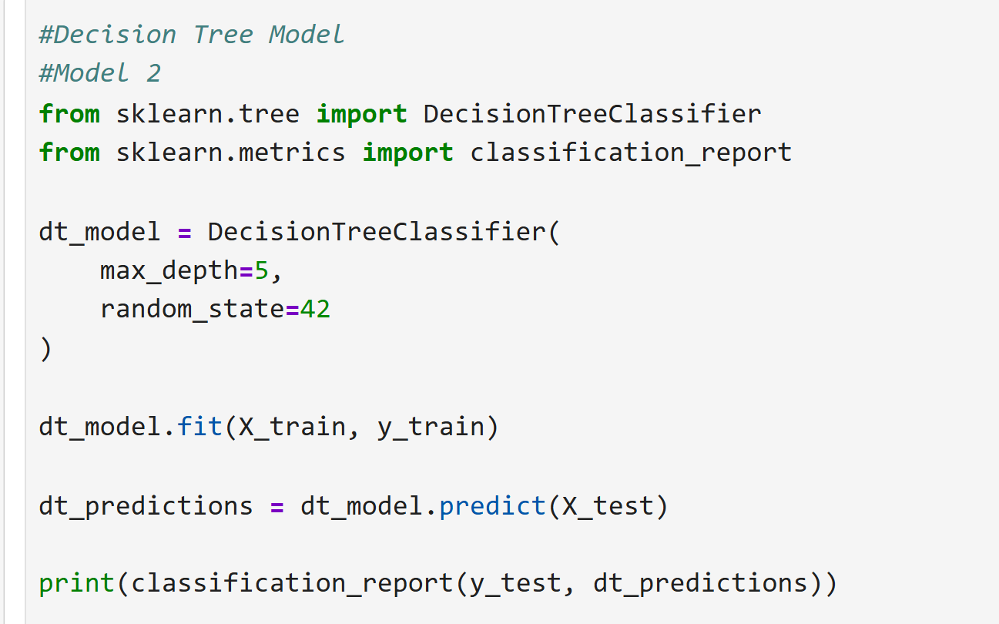 #Decision Tree Model
#Model 2
from sklearn.tree import DecisionTreeClassifier
from sklearn.metrics import classification_report
dt_model = DecisionTreeClassifier(
    max_depth=5,
    random_state=42
)
dt_model.fit(X_train, y_train)
dt_predictions = dt_model.predict(X_test)
print(classification_report(y_test, dt_predictions))